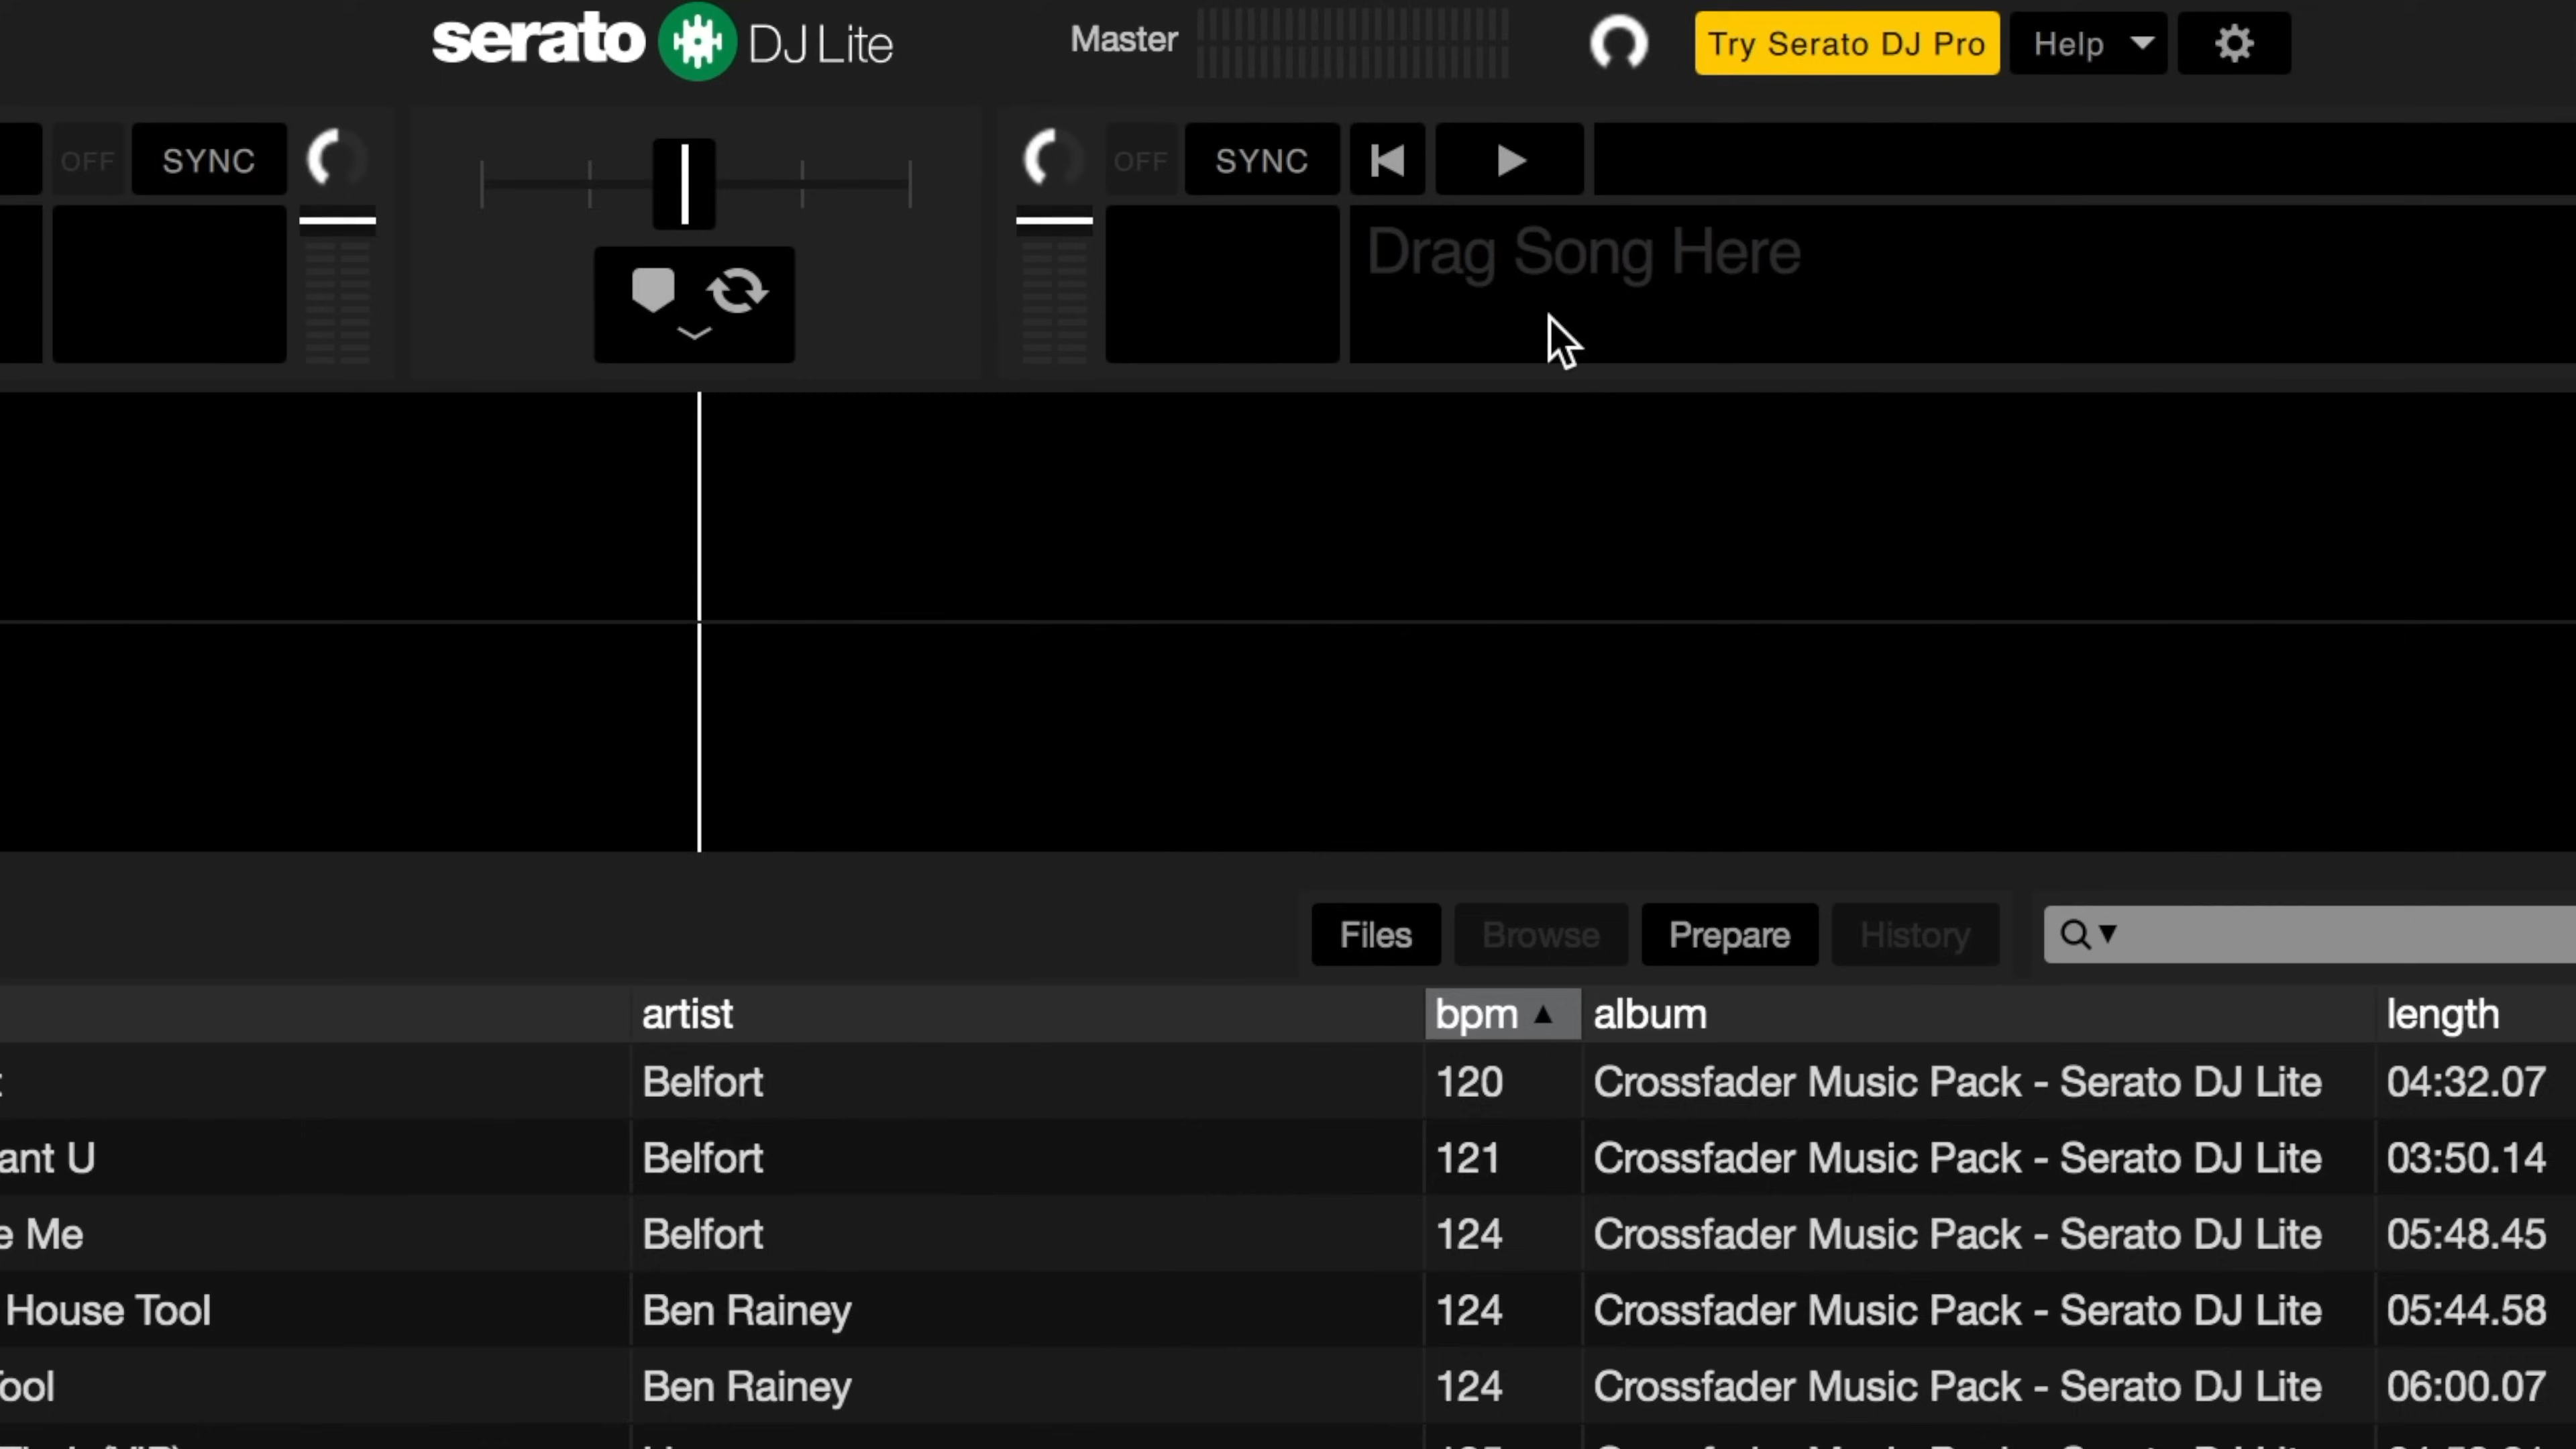 serato DJ Lite
Master
Try Serato DJ Pro
Help
OFF SYNC
OFF SYNC
Drag Song Here
Files Browse Prepare History
artist bpm album length
Belfort 120 Crossfader Music Pack - Serato DJ Lite 04:32.07
ant U Belfort 121 Crossfader Music Pack - Serato DJ Lite 03:50.14
e Me Belfort 124 Crossfader Music Pack - Serato DJ Lite 05:48.45
House Tool Ben Rainey 124 Crossfader Music Pack - Serato DJ Lite 05:44.58
ool Ben Rainey 124 Crossfader Music Pack - Serato DJ Lite 06:00.07